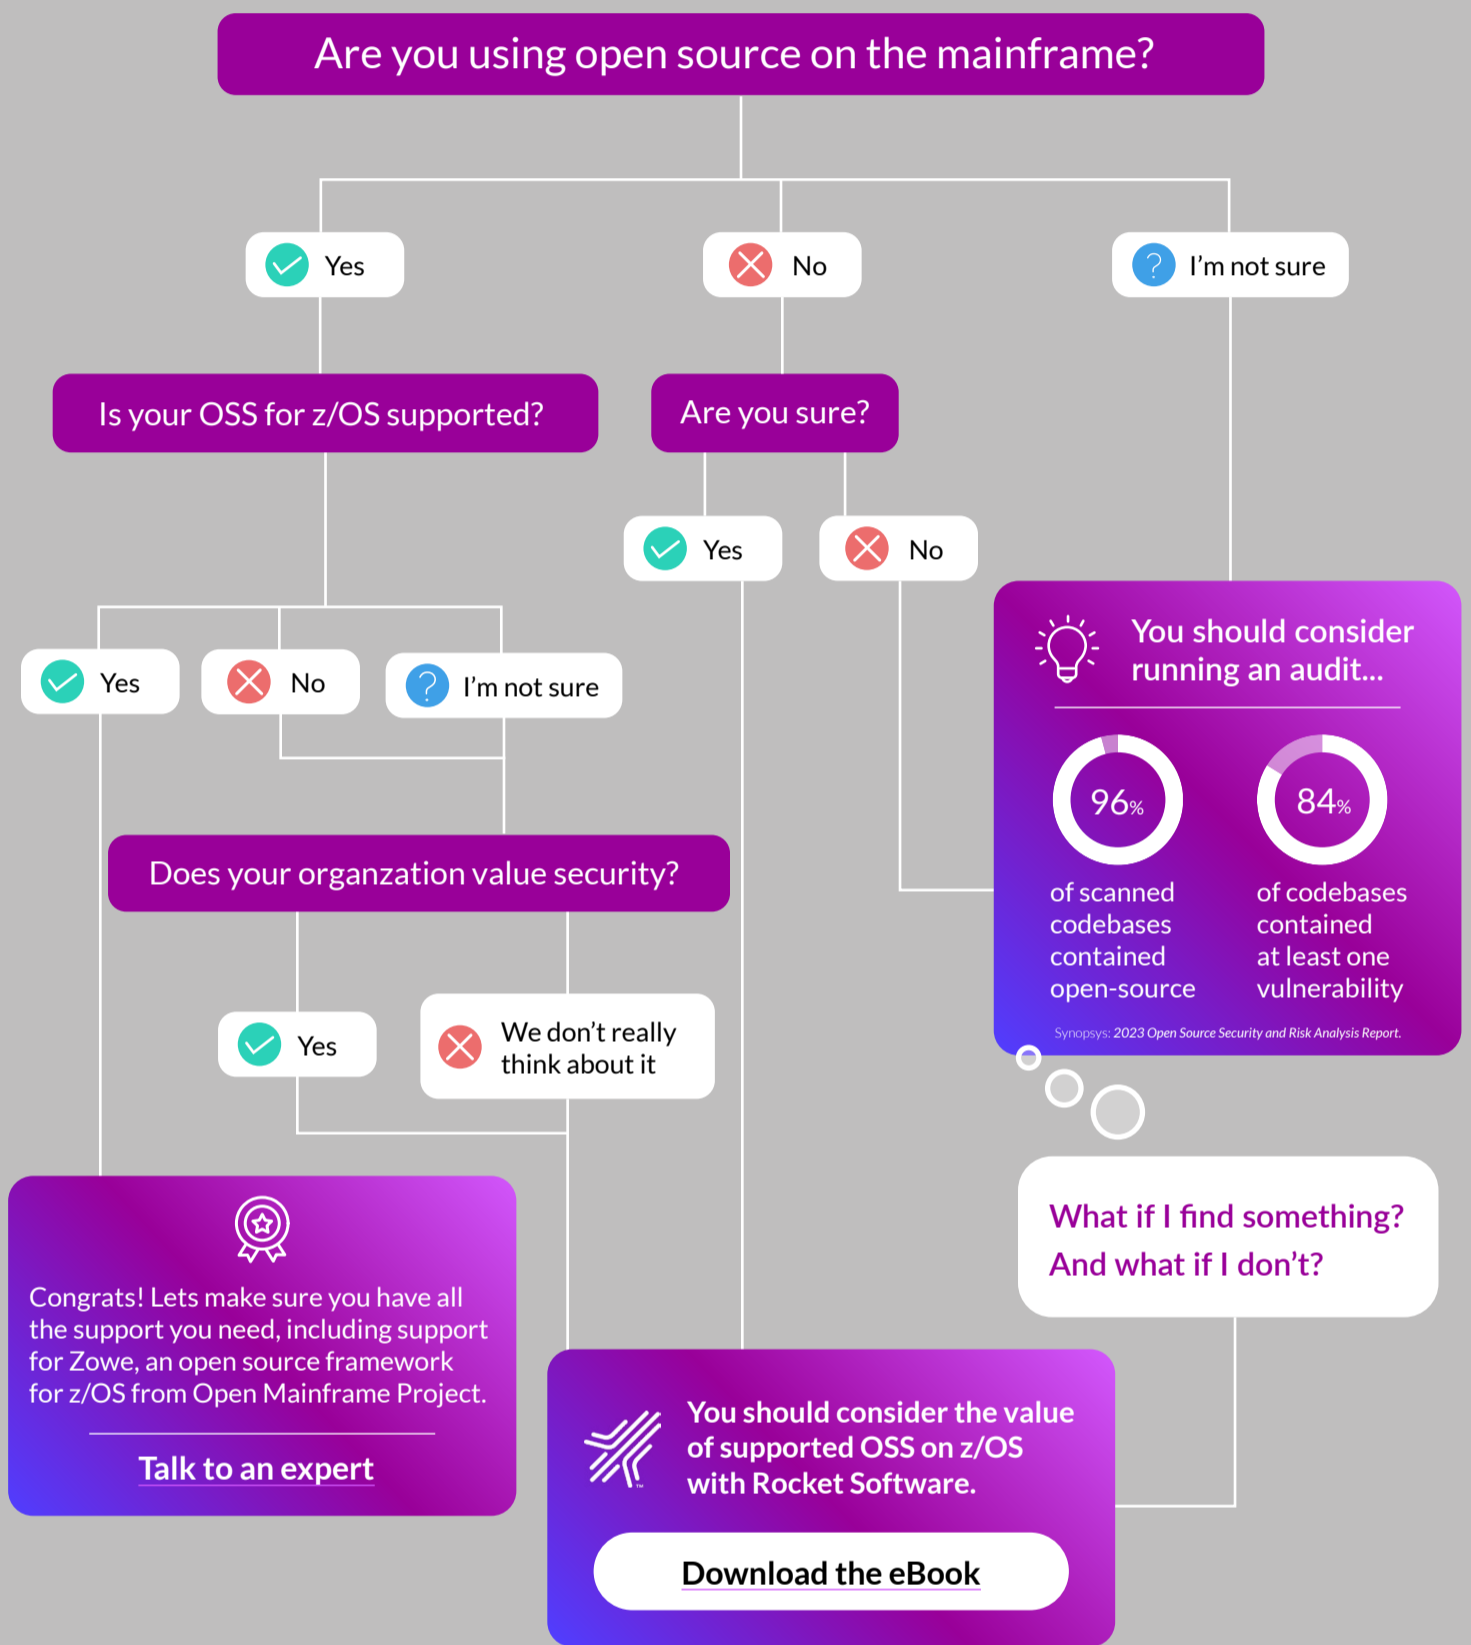 Are you using open source on the mainframe?
Yes
No
?
I'm not sure
Is your OSS for z/OS supported?
Are you sure?
Yes
No
Yes
No
?
I'm not sure
You should consider
running an audit...
96%
84%
of scanned
codebases
contained
open-source
of codebases
contained
at least one
vulnerability
Synopsys: 2023 Open Source Security and Risk Analysis Report.
Does your organzation value security?
Yes
We don't really
think about it
What if I find something?
And what if I don't?
Congrats! Lets make sure you have all
the support you need, including support
for Zowe, an open source framework
for z/OS from Open Mainframe Project.
Talk to an expert
You should consider the value
of supported OSS on z/OS
with Rocket Software.
™
Download the eBook